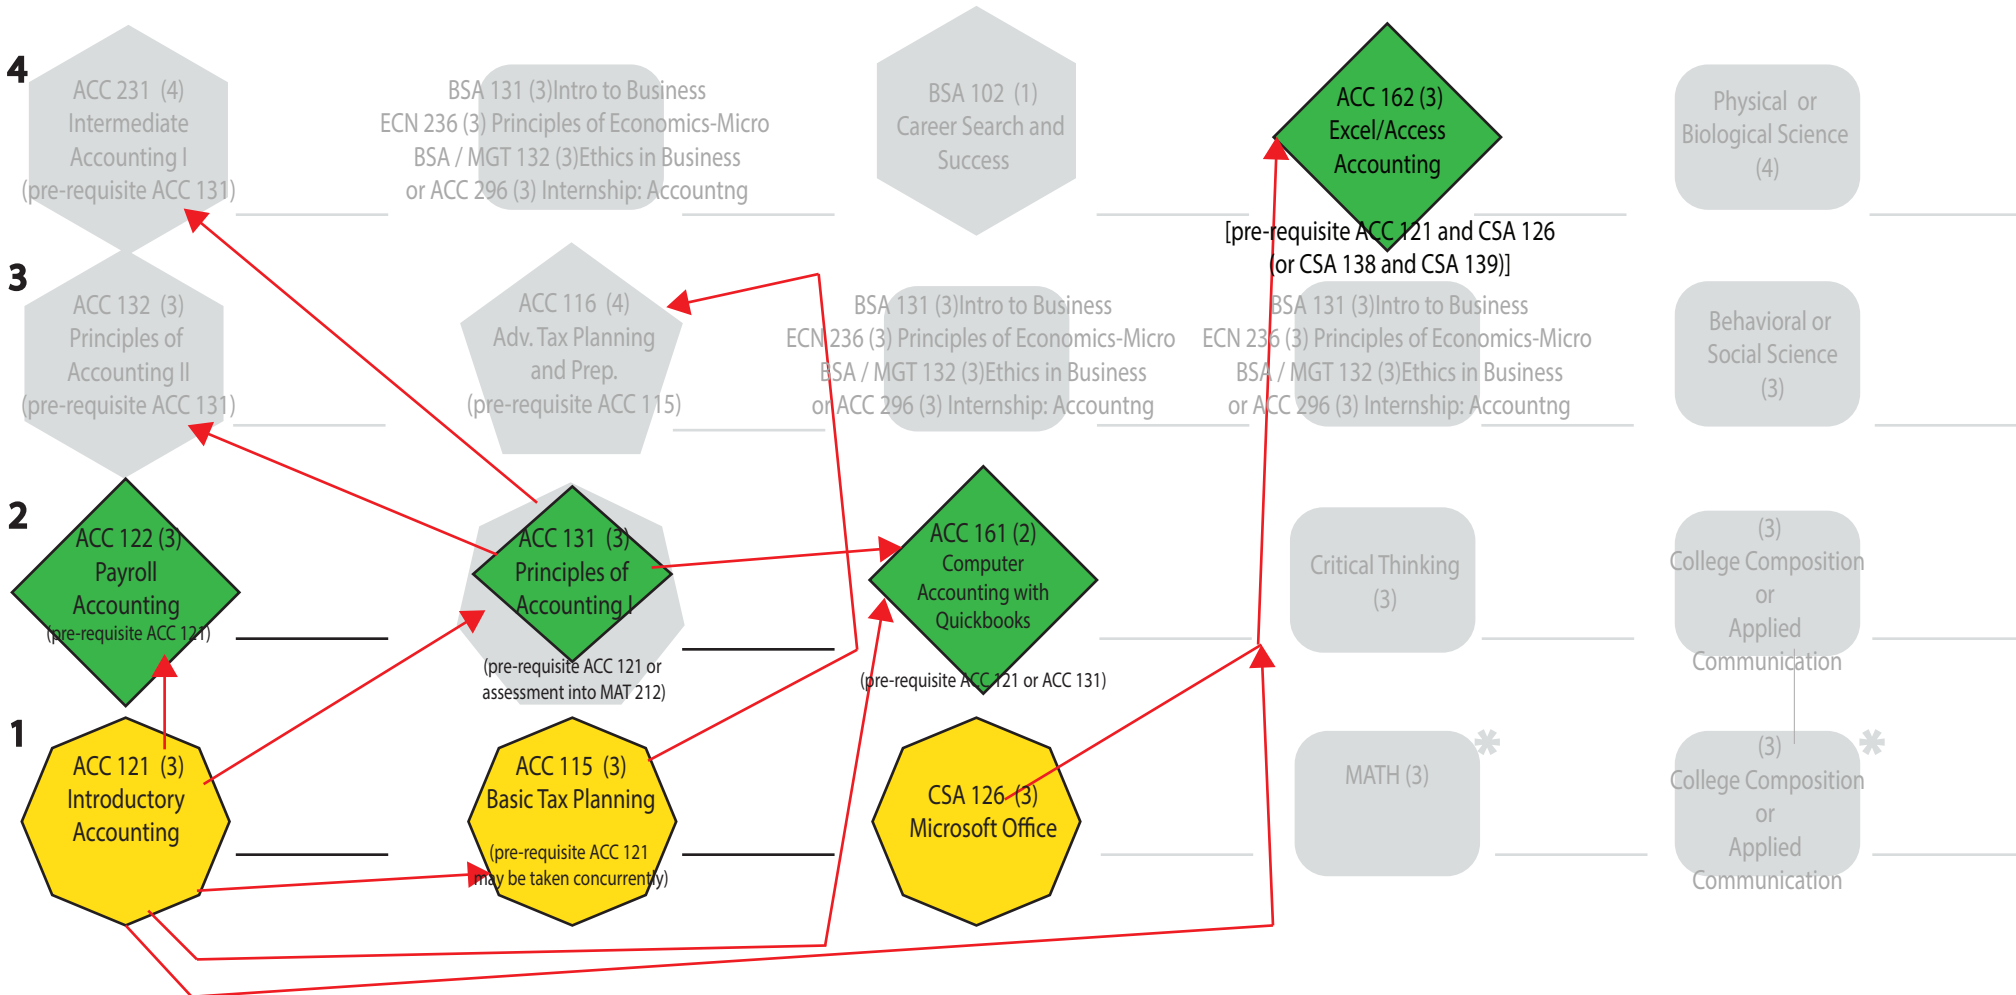 4
ACC 231 (4)
Intermediate
Accounting I
(pre-requisite ACC 131)
BSA 131 (3)Intro to Business
ECN 236 (3) Principles of Economics-Micro
BSA / MGT 132 (3)Ethics in Business
or ACC 296 (3) Internship: Accountng
BSA 102 (1)
Career Search and
Success
ACC 162 (3)
Excel/Access
Accounting
[pre-requisite ACC 121 and CSA 126
(or CSA 138 and CSA 139)]
Physical or
Biological Science
(4)
3
ACC 132 (3)
Principles of
Accounting II
(pre-requisite ACC 131)
ACC 116 (4)
Adv. Tax Planning
and Prep.
(pre-requisite ACC 115)
BSA 131 (3)Intro to Business
ECN 236 (3) Principles of Economics-Micro
BSA / MGT 132 (3)Ethics in Business
or ACC 296 (3) Internship: Accountng
BSA 131 (3)Intro to Business
ECN 236 (3) Principles of Economics-Micro
BSA / MGT 132 (3)Ethics in Business
or ACC 296 (3) Internship: Accountng
Behavioral or
Social Science
(3)
2
ACC 122 (3)
Payroll
Accounting
(pre-requisite ACC 121)
ACC 131 (3)
Principles of
Accounting I
(pre-requisite ACC 121 or
assessment into MAT 212)
ACC 161 (2)
Computer
Accounting with
Quickbooks
(pre-requisite ACC 121 or ACC 131)
Critical Thinking
(3)
(3)
College Composition
or
Applied
Communication
1
ACC 121 (3)
Introductory
Accounting
ACC 115 (3)
Basic Tax Planning
(pre-requisite ACC 121
may be taken concurrently)
CSA 126 (3)
Microsoft Office
MATH (3)
*
(3)
College Composition
or
Applied
Communication
*